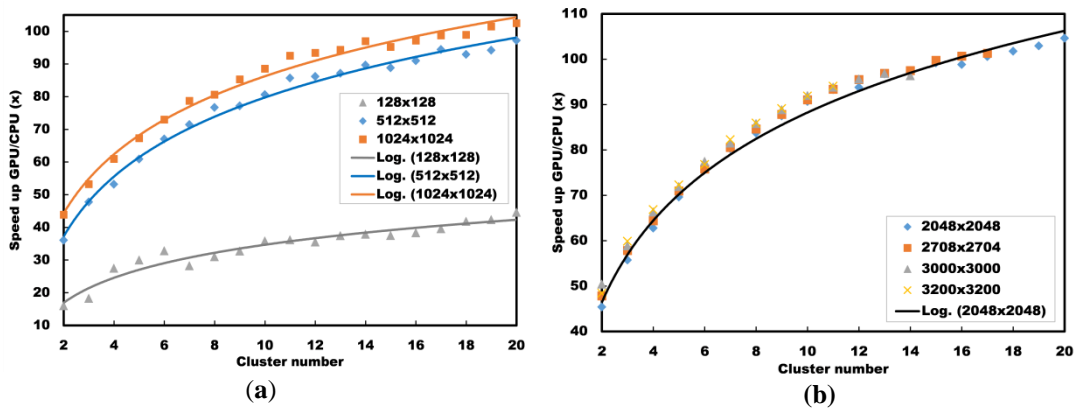 100
90
80
70
60
50
40
30
20
10
Speed up GPU/CPU (x)
2 4 6 8 10 12 14 16 18 20
Cluster number
128x128
512x512
1024x1024
Log. (128x128)
Log. (512x512)
Log. (1024x1024)
(a)
110
100
90
80
70
60
50
40
Speed up GPU/CPU (x)
2 4 6 8 10 12 14 16 18 20
Cluster number
2048x2048
2708x2704
3000x3000
3200x3200
Log. (2048x2048)
(b)